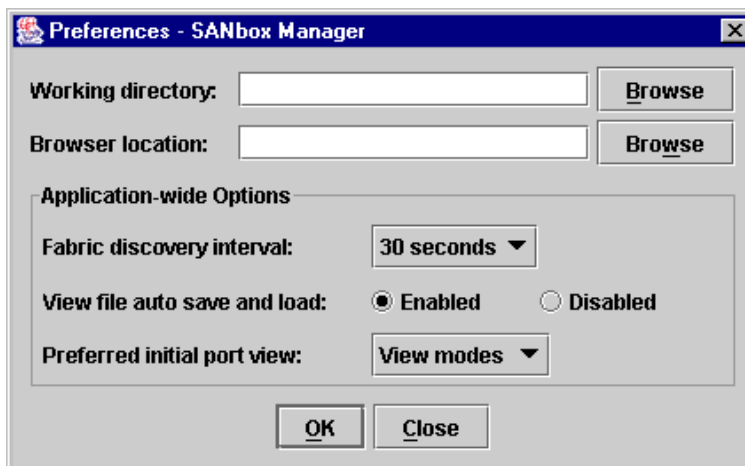 Preferences - SANbox Manager
Working directory: Browse
Browser location: Browse
Application-wide Options
Fabric discovery interval: 30 seconds
View file auto save and load: Enabled Disabled
Preferred initial port view: View modes
OK Close